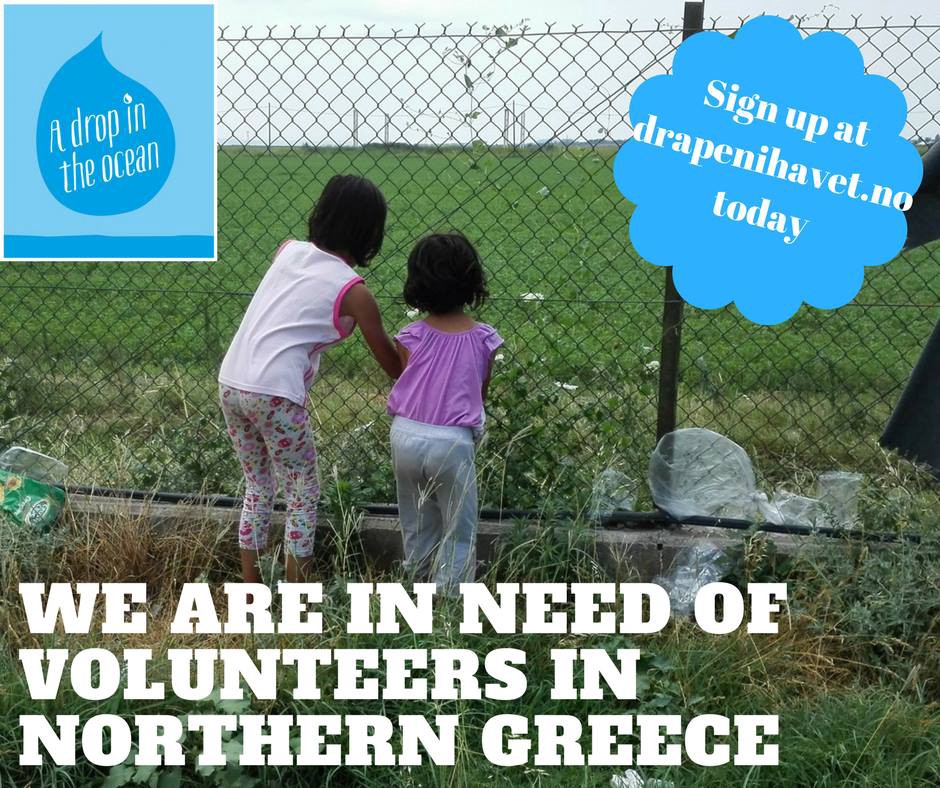 A drop in
the ocean
Sign up at
drapenihavet.no
today
WE ARE IN NEED OF
VOLUNTEERS IN
NORTHERN GREECE